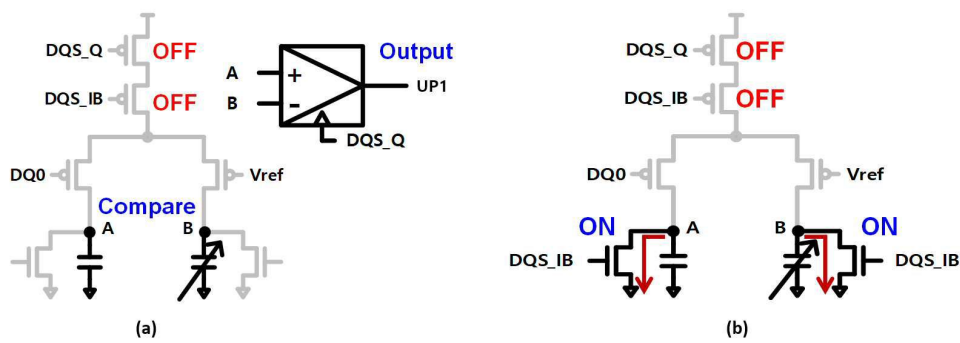 DQS_Q
OFF
Output
A
+
B
-
UP1
DQS_IB
OFF
DQS_Q
DQ0
Vref
Compare
A
B
(a)
DQS_Q
OFF
DQS_IB
OFF
DQ0
Vref
ON
A
B
ON
DQS_IB
DQS_IB
(b)